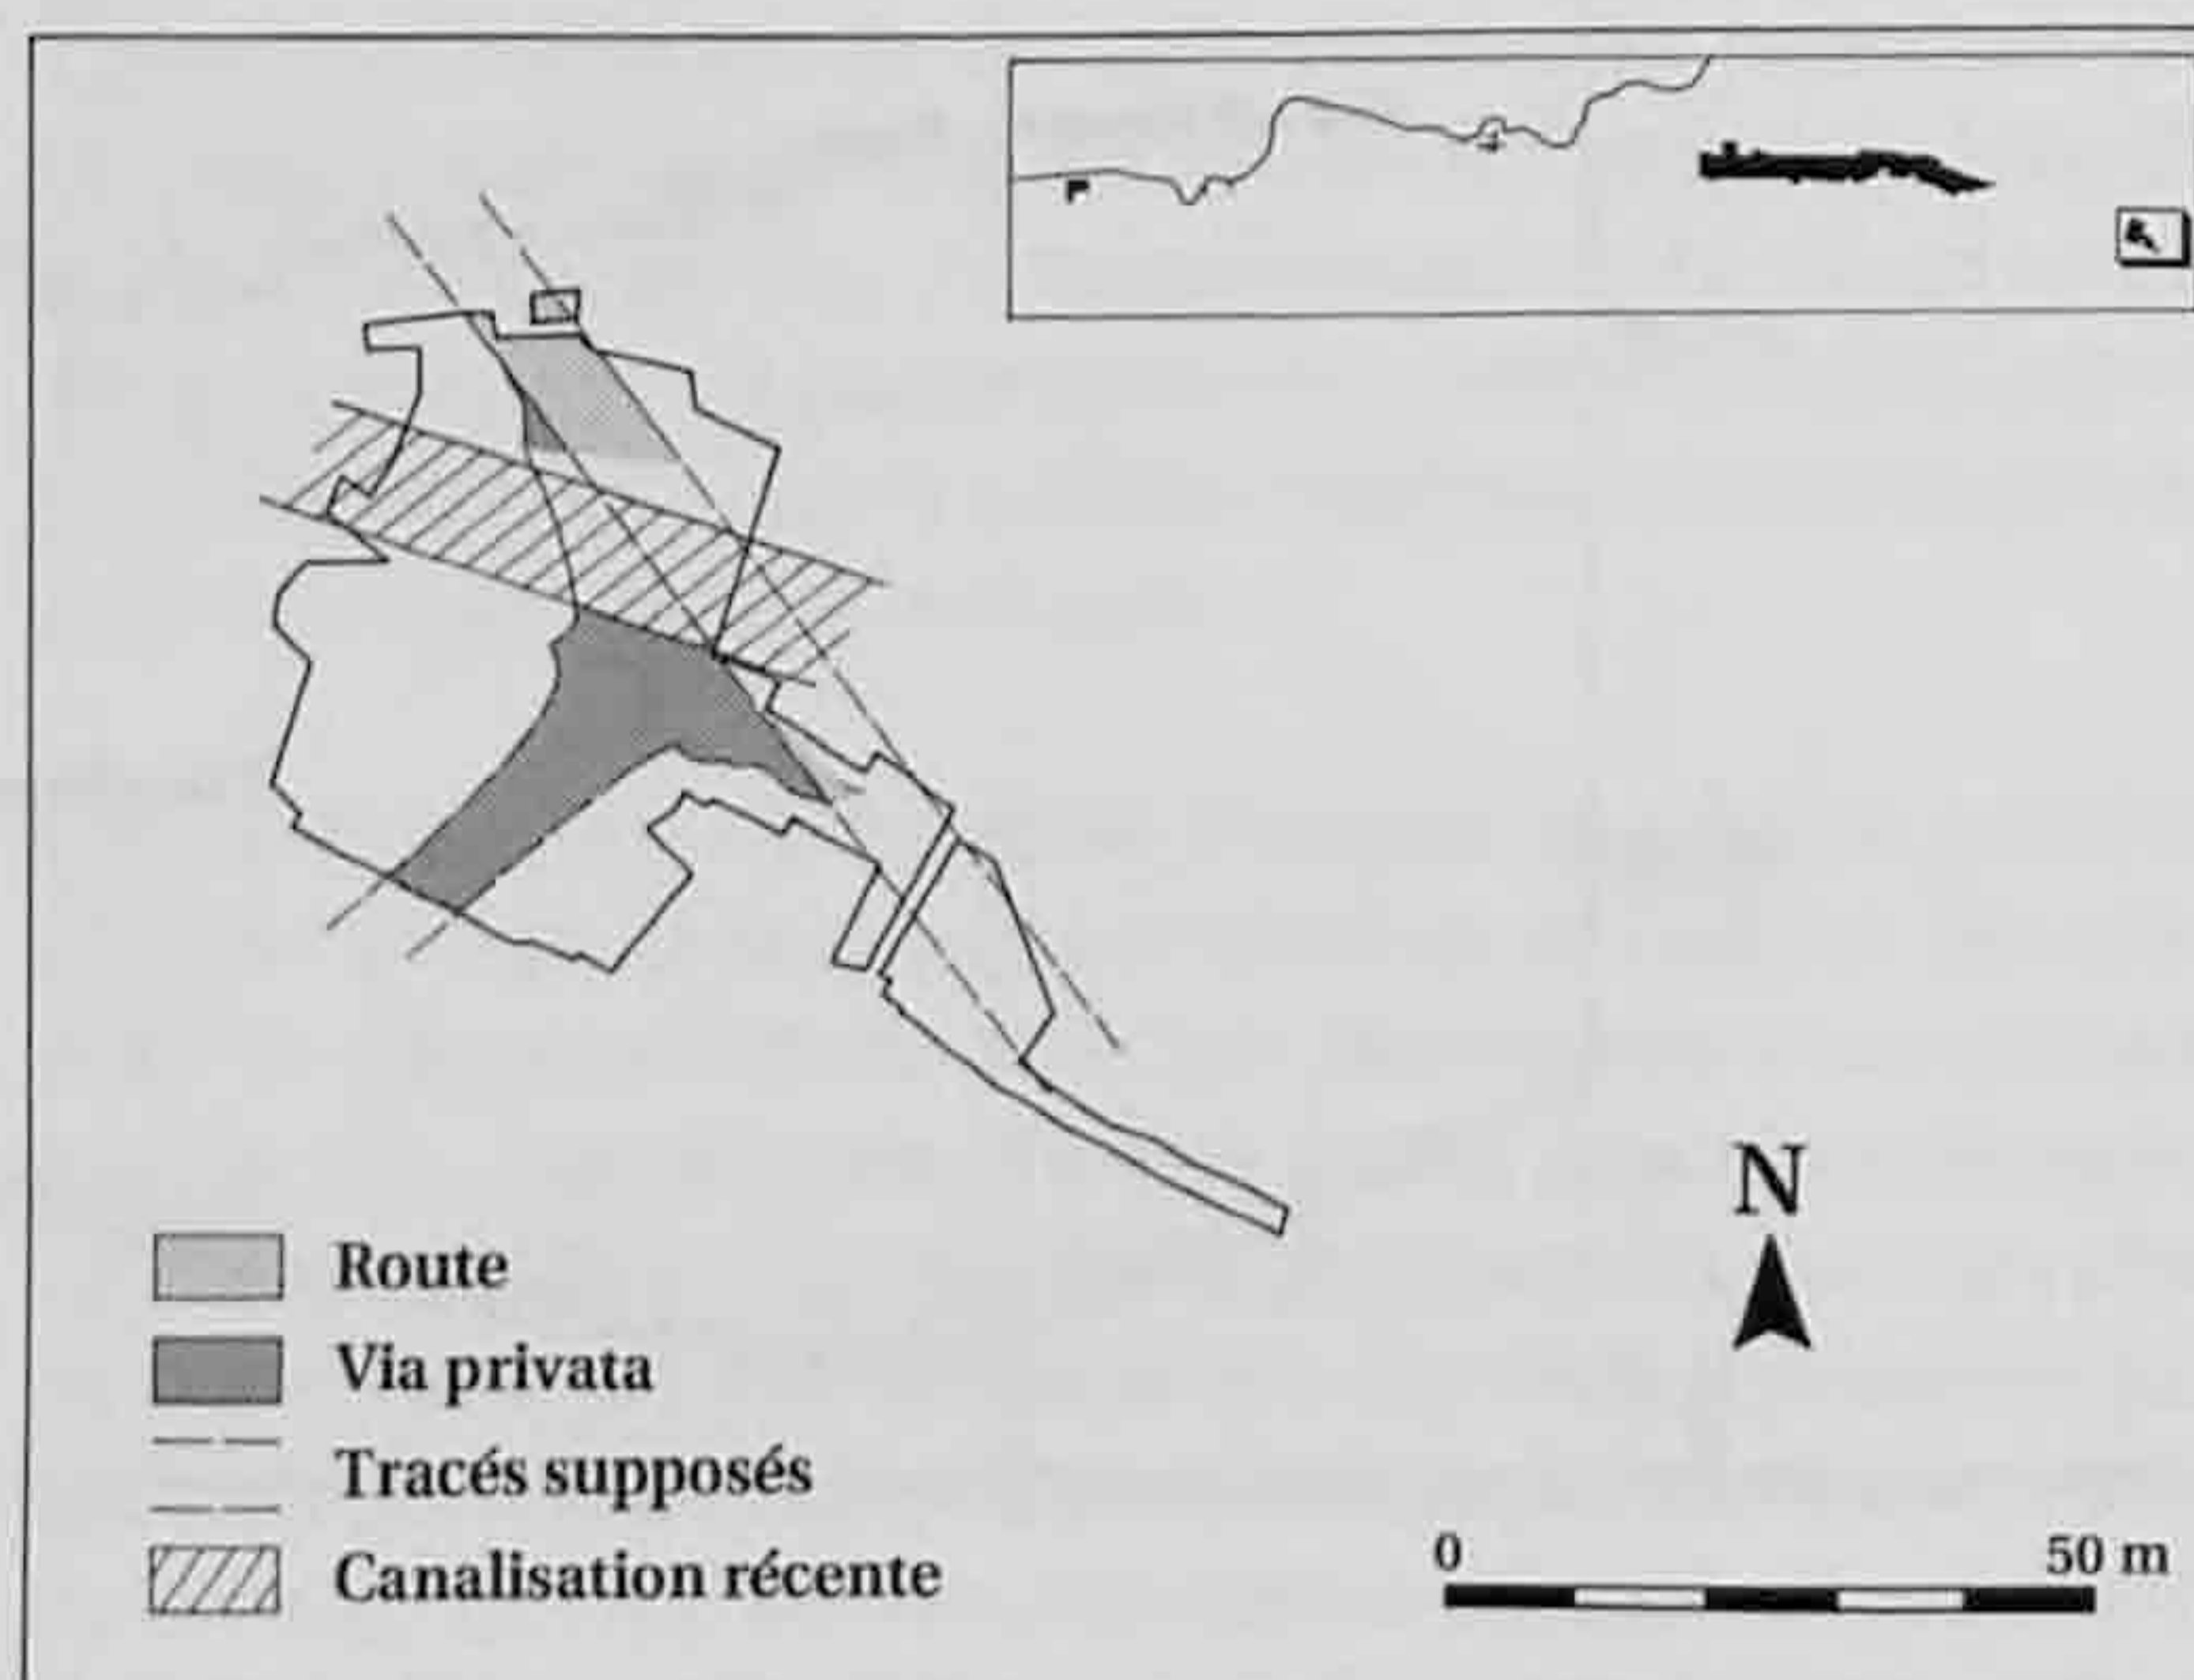 N
Route
Via privata
Tracés supposés
Canalisation récente
0 50 m